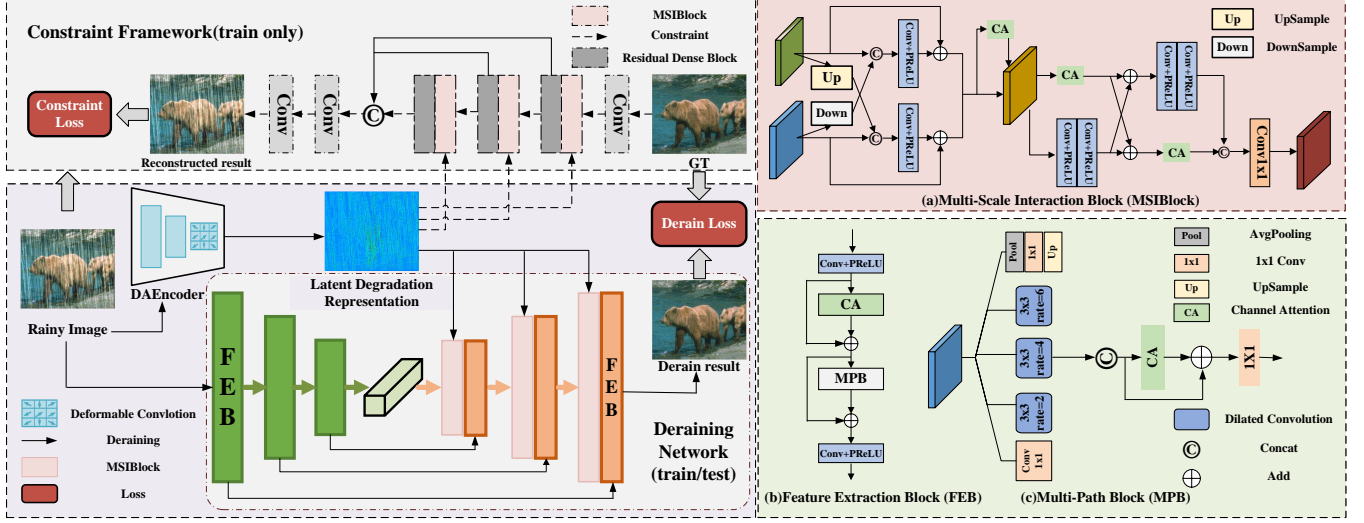 Constraint Framework(train only)
MSIBlock
Constraint
Residual Dense Block
Constraint
Loss
Reconstructed result
Conv
Conv
C
Conv
GT
DAEncoder
Rainy Image
Latent Degradation
Representation
Derain Loss
Derain result
F
E
B
F
E
B
Deraining
Network
(train/test)
Deformable Convlotion
Deraining
MSIBlock
Loss
Up
Down
C
C
Conv+PReLU
Conv+PReLU
CA
CA
Conv+PReLU
Conv+PReLU
Conv+PReLU
Conv+PReLU
CA
C
Conv1x1
Up
UpSample
Down
DownSample
(a)Multi-Scale Interaction Block (MSIBlock)
Conv+PReLU
CA
MPB
Conv+PReLU
(b)Feature Extraction Block (FEB)
Pool
1x1
Up
3x3
rate=6
3x3
rate=4
3x3
rate=2
Conv
1x1
C
CA
1X1
(c)Multi-Path Block (MPB)
Pool
AvgPooling
1x1
1x1 Conv
Up
UpSample
CA
Channel Attention
Dilated Convolution
C
Concat
Add